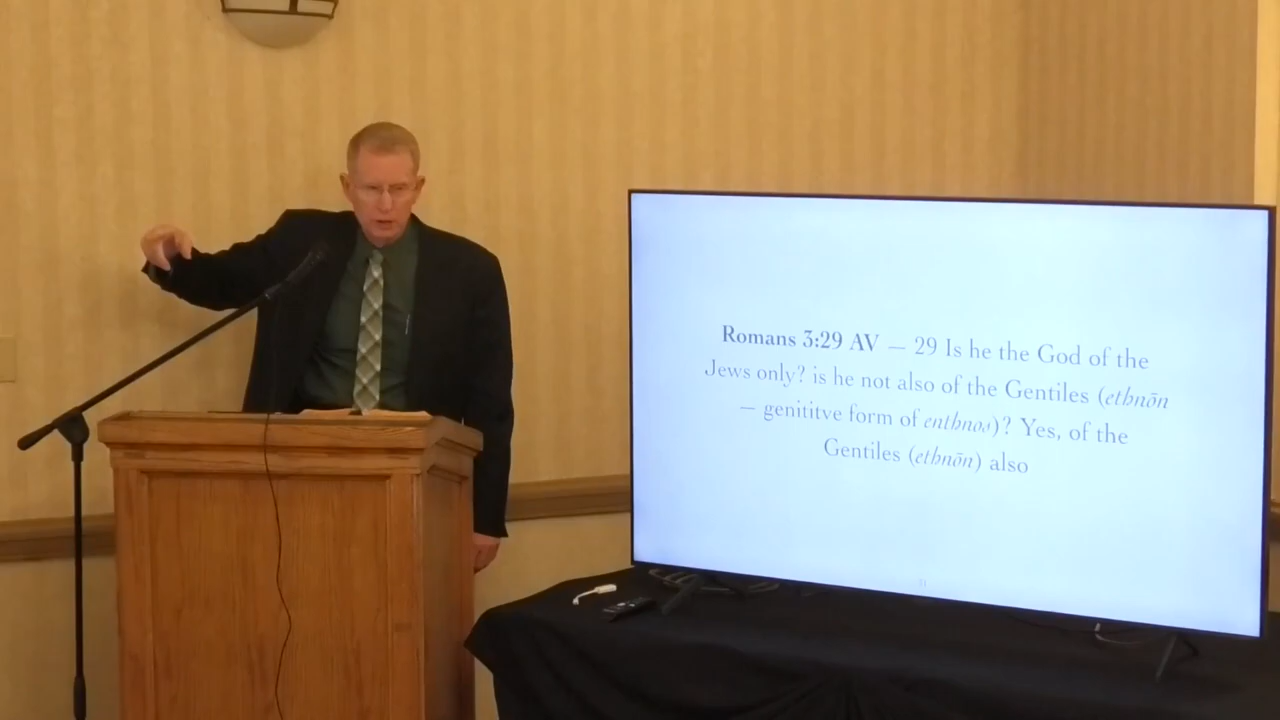 Romans 3:29 AV — 29 Is he the God of the
Jews only? is he not also of the Gentiles (ethnōn
— genititve form of enthnos)? Yes, of the
Gentiles (ethnōn) also